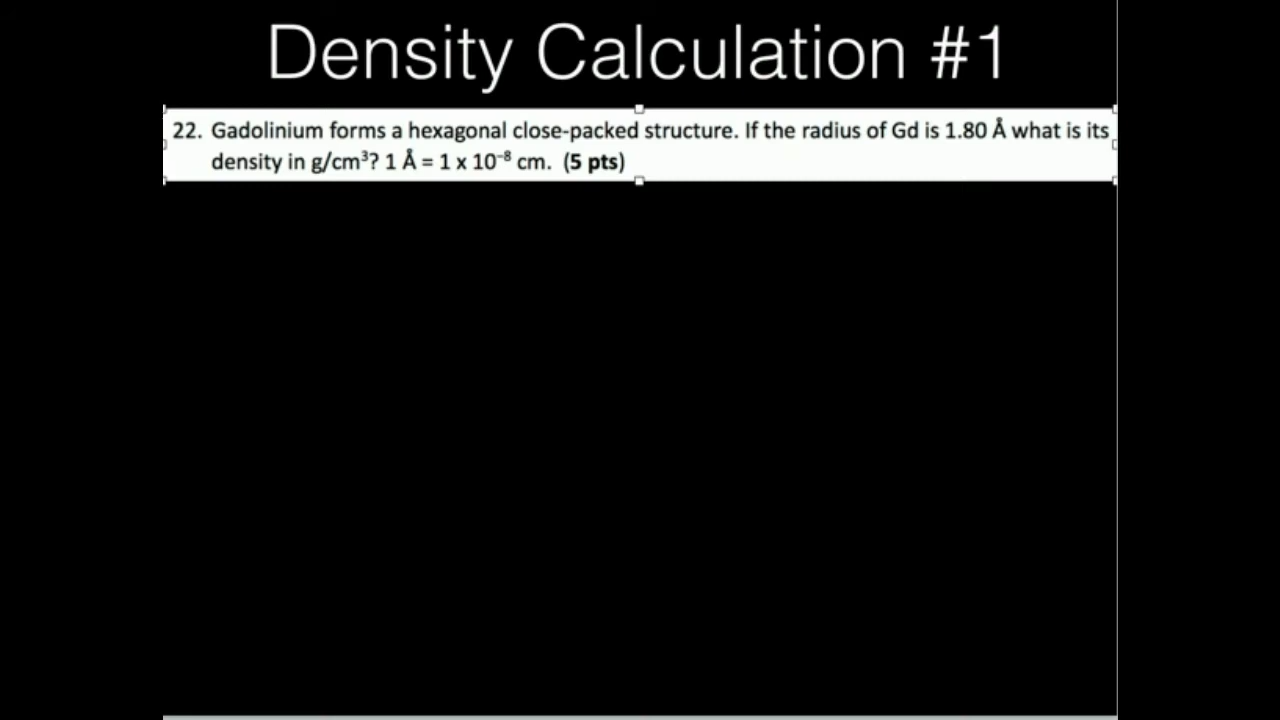 Density Calculation #1
22. Gadolinium forms a hexagonal close-packed structure. If the radius of Gd is 1.80 Å what is its
density in g/cm³? 1 Å = 1 x 10⁻⁸ cm. (5 pts)